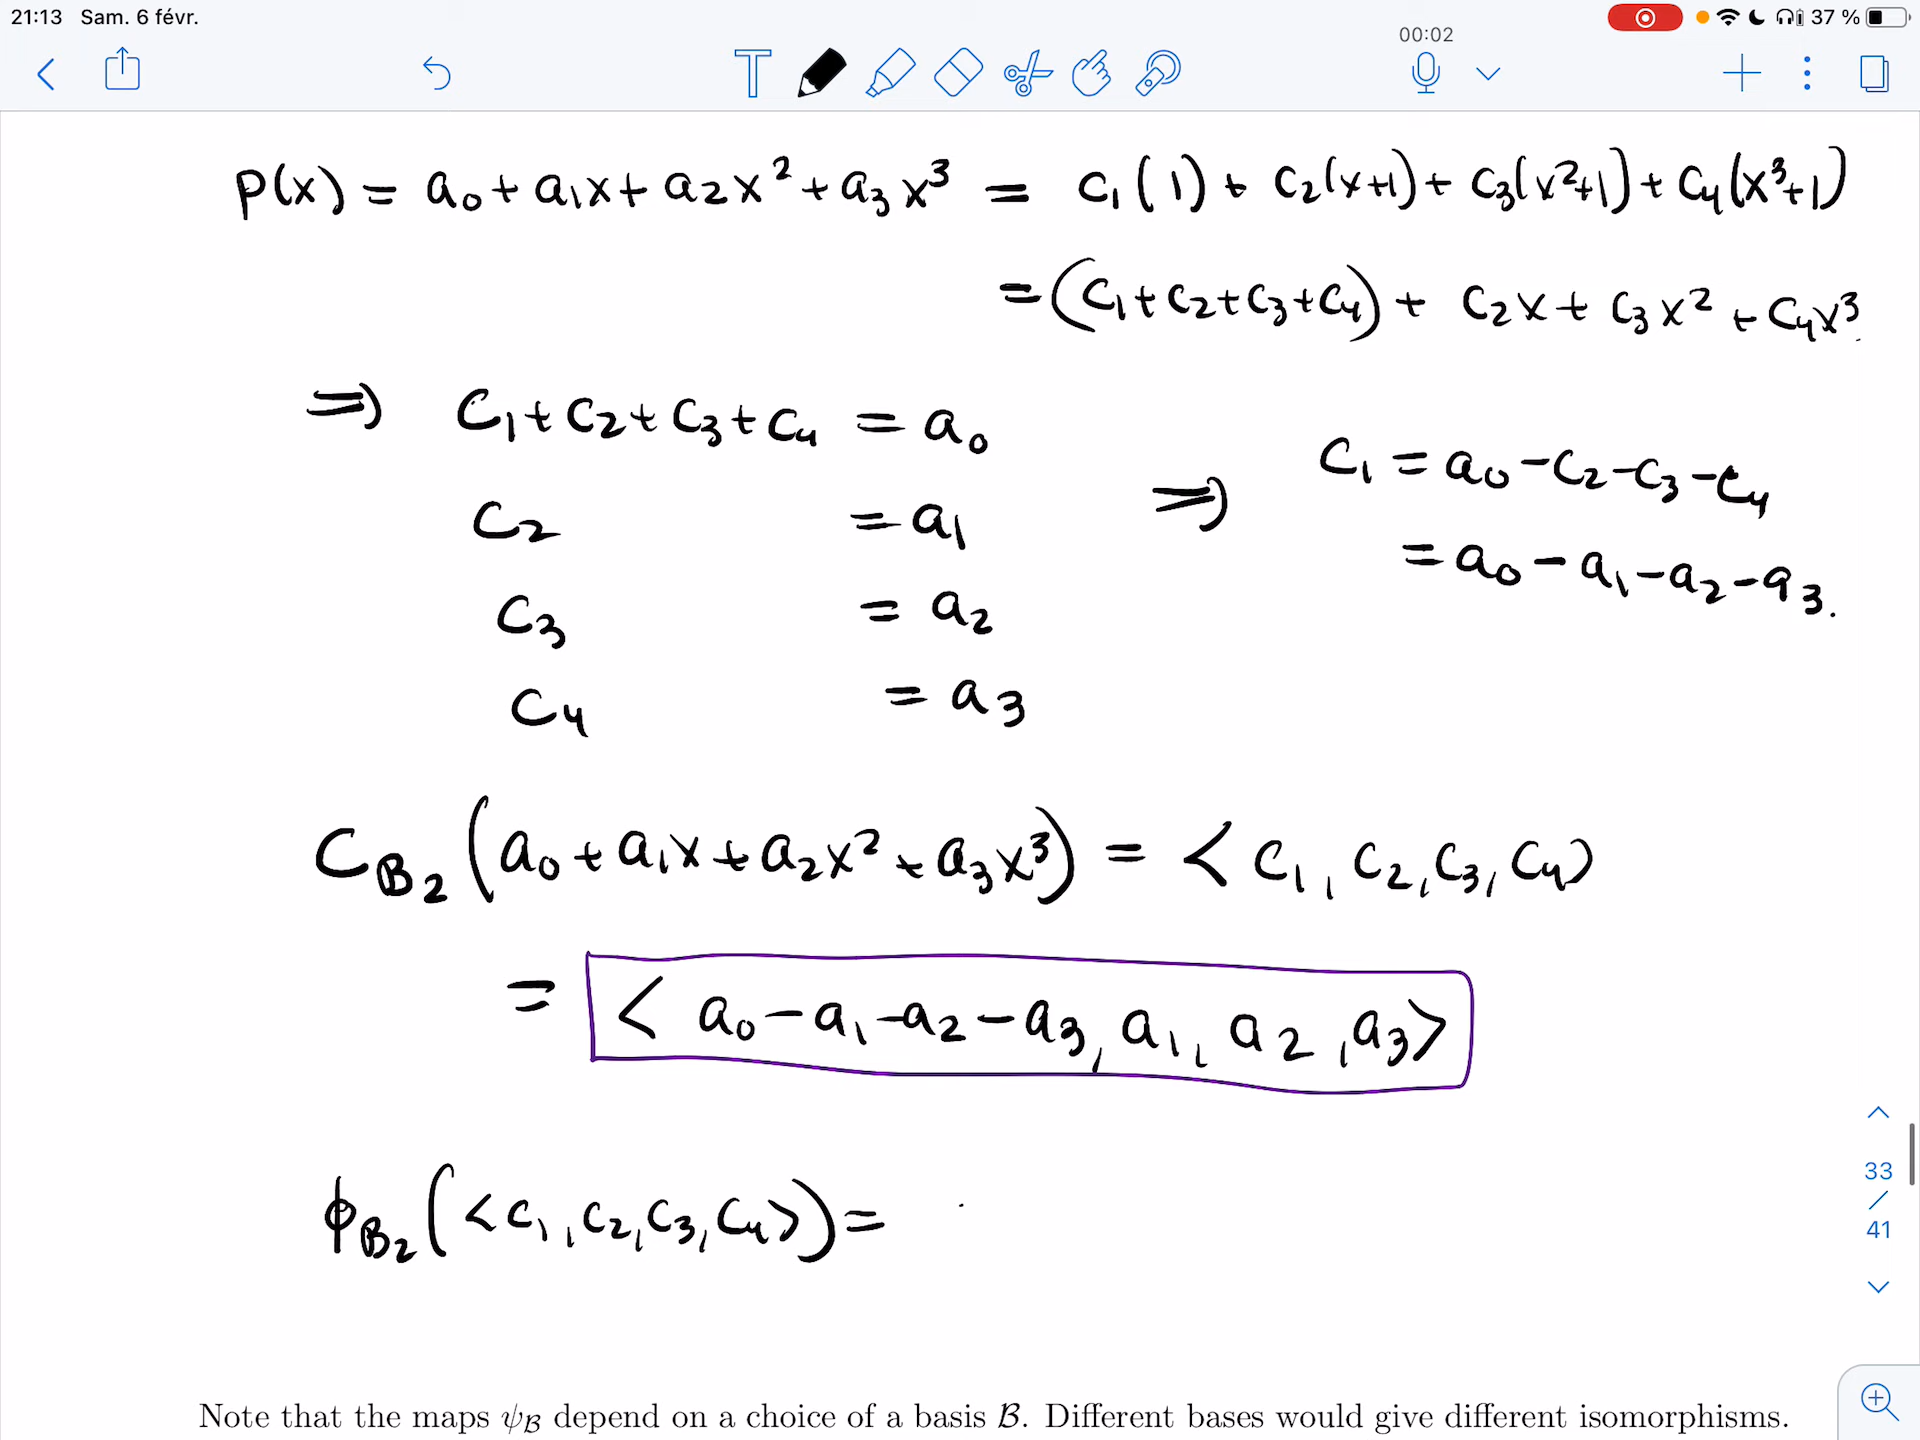 21:13 Sam. 6 févr. 37 %
00:02
T
P(x) = a₀ + a₁x + a₂x² + a₃x³ = c₁(1) + c₂(x+1) + c₃(x²+1) + c₄(x³+1)
= (c₁+c₂+c₃+c₄) + c₂x + c₃x² + c₄x³.
⇒ c₁+c₂+c₃+c₄ = a₀
c₂ = a₁
c₃ = a₂
c₄ = a₃
⇒ c₁ = a₀ - c₂ - c₃ - c₄
= a₀ - a₁ - a₂ - a₃.
C_B₂(a₀ + a₁x + a₂x² + a₃x³) = <c₁, c₂, c₃, c₄>
= <a₀ - a₁ - a₂ - a₃, a₁, a₂, a₃>
ϕ_B₂(<c₁, c₂, c₃, c₄>) =
33
/
41
Note that the maps ψ_ℬ depend on a choice of a basis ℬ. Different bases would give different isomorphisms.